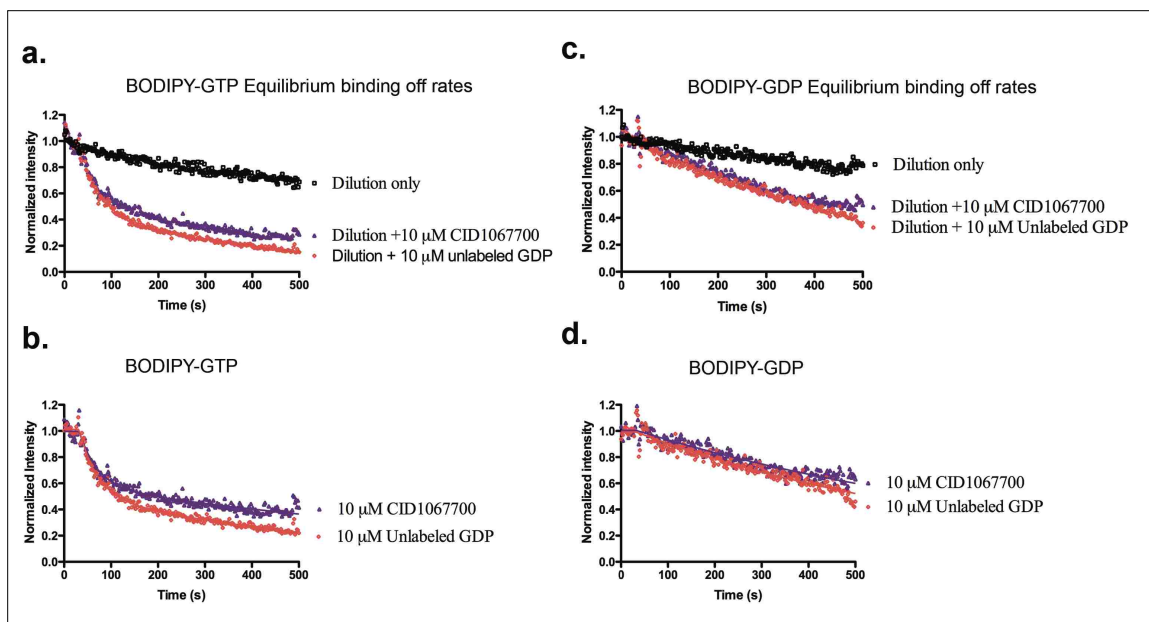 a.
BODIPY-GTP Equilibrium binding off rates
1.2
1.0
0.8
0.6
0.4
0.2
0.0
Normalized Intensity
0 100 200 300 400 500
Time (s)
Dilution only
Dilution +10 μM CID1067700
Dilution + 10 μM unlabeled GDP
b.
BODIPY-GTP
1.2
1.0
0.8
0.6
0.4
0.2
0.0
Normalized Intensity
0 100 200 300 400 500
Time (s)
10 μM CID1067700
10 μM Unlabeled GDP
c.
BODIPY-GDP Equilibrium binding off rates
1.2
1.0
0.8
0.6
0.4
0.2
0.0
Normalized Intensity
0 100 200 300 400 500
Time (s)
Dilution only
Dilution +10 μM CID1067700
Dilution + 10 μM Unlabeled GDP
d.
BODIPY-GDP
1.2
1.0
0.8
0.6
0.4
0.2
0.0
Normalized Intensity
0 100 200 300 400 500
Time (s)
10 μM CID1067700
10 μM Unlabeled GDP